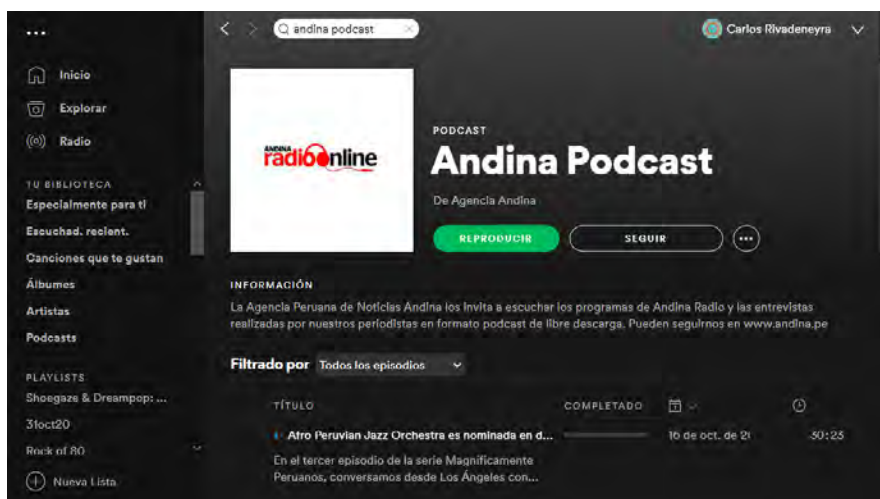 andina podcast
Carlos Rivadeneyra
Inicio
Explorar
Radio
TU BIBLIOTECA
Especialmente para ti
Escuchad. recient.
Canciones que te gustan
Álbumes
Artistas
Podcasts
PLAYLISTS
Shoegaze & Dreampop: ...
31oct20
Rock of 80
Nueva Lista
ANDINA
radio online
PODCAST
Andina Podcast
De Agencia Andina
REPRODUCIR
SEGUIR
INFORMACIÓN
La Agencia Peruana de Noticias Andina los invita a escuchar los programas de Andina Radio y las entrevistas
realizadas por nuestros periodistas en formato podcast de libre descarga. Pueden seguirnos en www.andina.pe
Filtrado por Todos los episodios
TÍTULO COMPLETADO
Afro Peruvian Jazz Orchestra es nominada en d... 16 de oct. de 30:23
En el tercer episodio de la serie Magníficamente
Peruanos, conversamos desde Los Ángeles con...